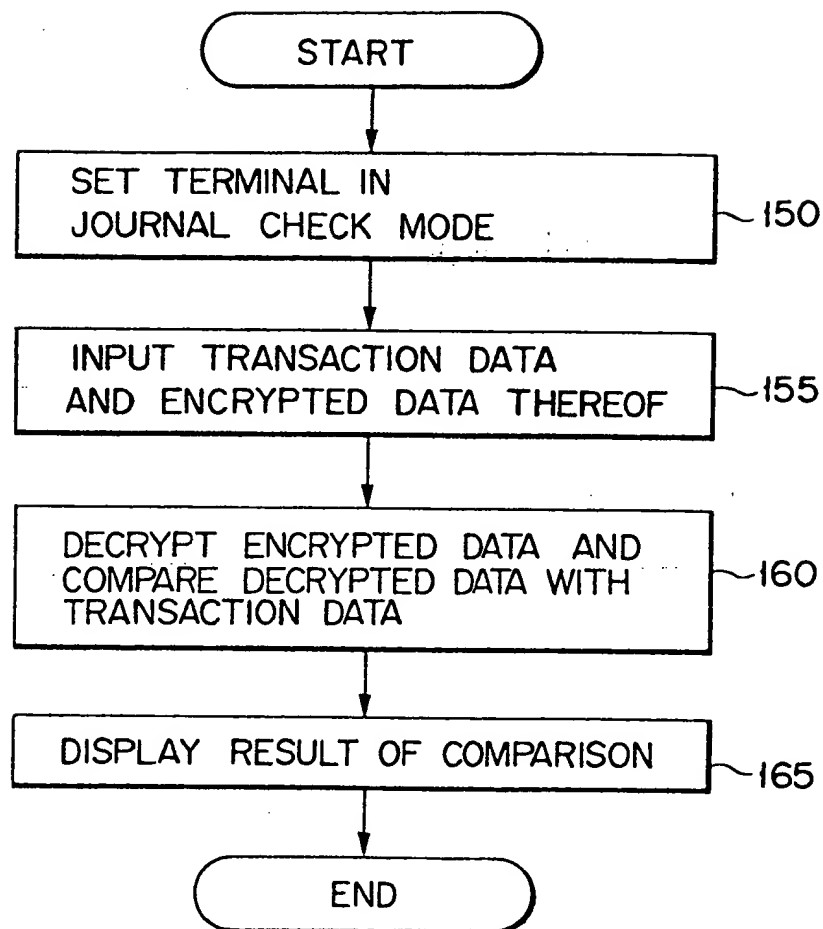 START
SET TERMINAL IN
JOURNAL CHECK MODE
150
INPUT TRANSACTION DATA
AND ENCRYPTED DATA THEREOF
155
DECRYPT ENCRYPTED DATA AND
COMPARE DECRYPTED DATA WITH
TRANSACTION DATA
160
DISPLAY RESULT OF COMPARISON
165
END